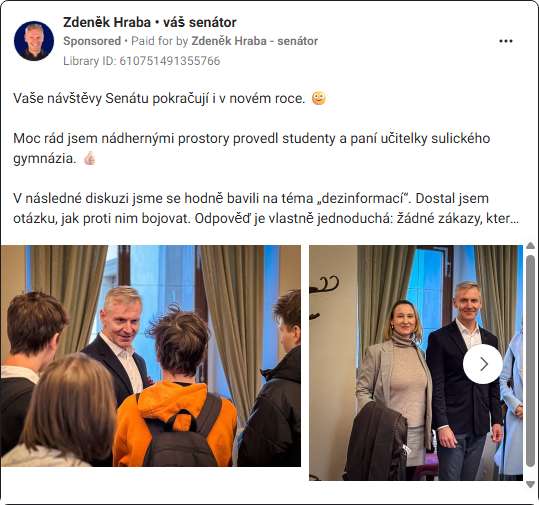 Zdeněk Hraba • váš senátor
Sponsored • Paid for by Zdeněk Hraba - senátor
Library ID: 610751491355766
Vaše návštěvy Senátu pokračují i v novém roce. 😜
Moc rád jsem nádhernými prostory provedl studenty a paní učitelky sulického
gymnázia. 👍🏻
V následné diskuzi jsme se hodně bavili na téma „dezinformací“. Dostal jsem
otázku, jak proti nim bojovat. Odpověď je vlastně jednoduchá: žádné zákazy, kter...